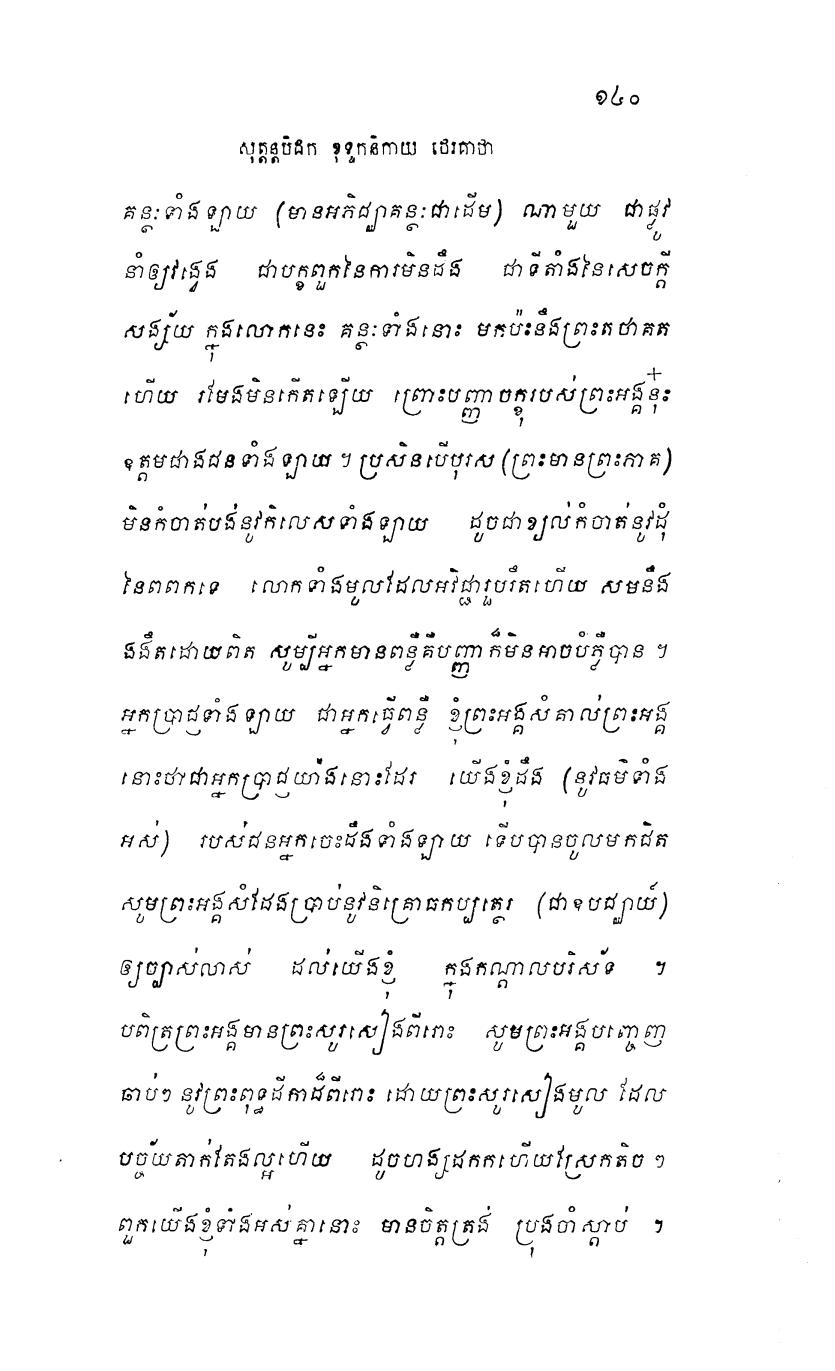 ១៤០
សុត្តន្តបិដក ខុទ្ទកនិកាយ ថេរគាថា
គន្ថៈទាំងឡាយ (មានអភិជ្ឈាគន្ថៈជាដើម) ណាមួយ ជាផ្លូវ
នាំឲ្យវង្វេង ជាបក្ខពួកនៃការមិនដឹង ជាទីតាំងនៃសេចក្តី
សង្ស័យ ក្នុងលោកនេះ គន្ថៈទាំងនោះ មកប៉ះនឹងព្រះតថាគត
ហើយ រមែងមិនកើតឡើយ ព្រោះបញ្ញាចក្ខុរបស់ព្រះអង្គនុ៎ះ
ឧត្តមជាងជនទាំងឡាយ ។ ប្រសិនបើបុរស (ព្រះមានព្រះភាគ)
មិនកំចាត់បង់នូវកិលេសទាំងឡាយ ដូចជាខ្យល់កំចាត់នូវដុំ
នៃពពកទេ លោកទាំងមូលដែលអវិជ្ជារួបរឹតហើយ សមនឹង
ងងឹតដោយពិត សូម្បីអ្នកមានពន្លឺគឺបញ្ញាក៏មិនអាចបំភ្លឺបាន ។
អ្នកប្រាជ្ញទាំងឡាយ ជាអ្នកធ្វើពន្លឺ ខ្ញុំព្រះអង្គសំគាល់ព្រះអង្គ
នោះថាជាអ្នកប្រាជ្ញយ៉ាងនោះដែរ យើងខ្ញុំដឹង (នូវធម៌ទាំង
អស់) របស់ជនអ្នកចេះដឹងទាំងឡាយ ទើបបានចូលមកជិត
សូមព្រះអង្គសំដែងប្រាប់នូវនិគ្រោធកប្បត្ថេរ (ជាឧបជ្ឈាយ៍)
ឲ្យច្បាស់លាស់ ដល់យើងខ្ញុំ ក្នុងកណ្តាលបរិស័ទ ។
បពិត្រព្រះអង្គមានព្រះសូរសៀងពីរោះ សូមព្រះអង្គបញ្ចេញ
ឆាប់ៗ នូវព្រះពុទ្ធដីកាដ៏ពីរោះ ដោយព្រះសូរសៀងមូល ដែល
បច្ច័យតាក់តែងល្អហើយ ដូចហង្សដកកហើយស្រែកតិចៗ
ពួកយើងខ្ញុំទាំងអស់គ្នានោះ មានចិត្តត្រង់ ប្រុងចាំស្តាប់ ។